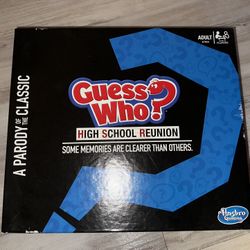 A PARODY OF THE CLASSIC
ADULT
Guess
Who?
HIGH SCHOOL REUNION
SOME MEMORIES ARE CLEARER THAN OTHERS.
Hasbro
Gaming